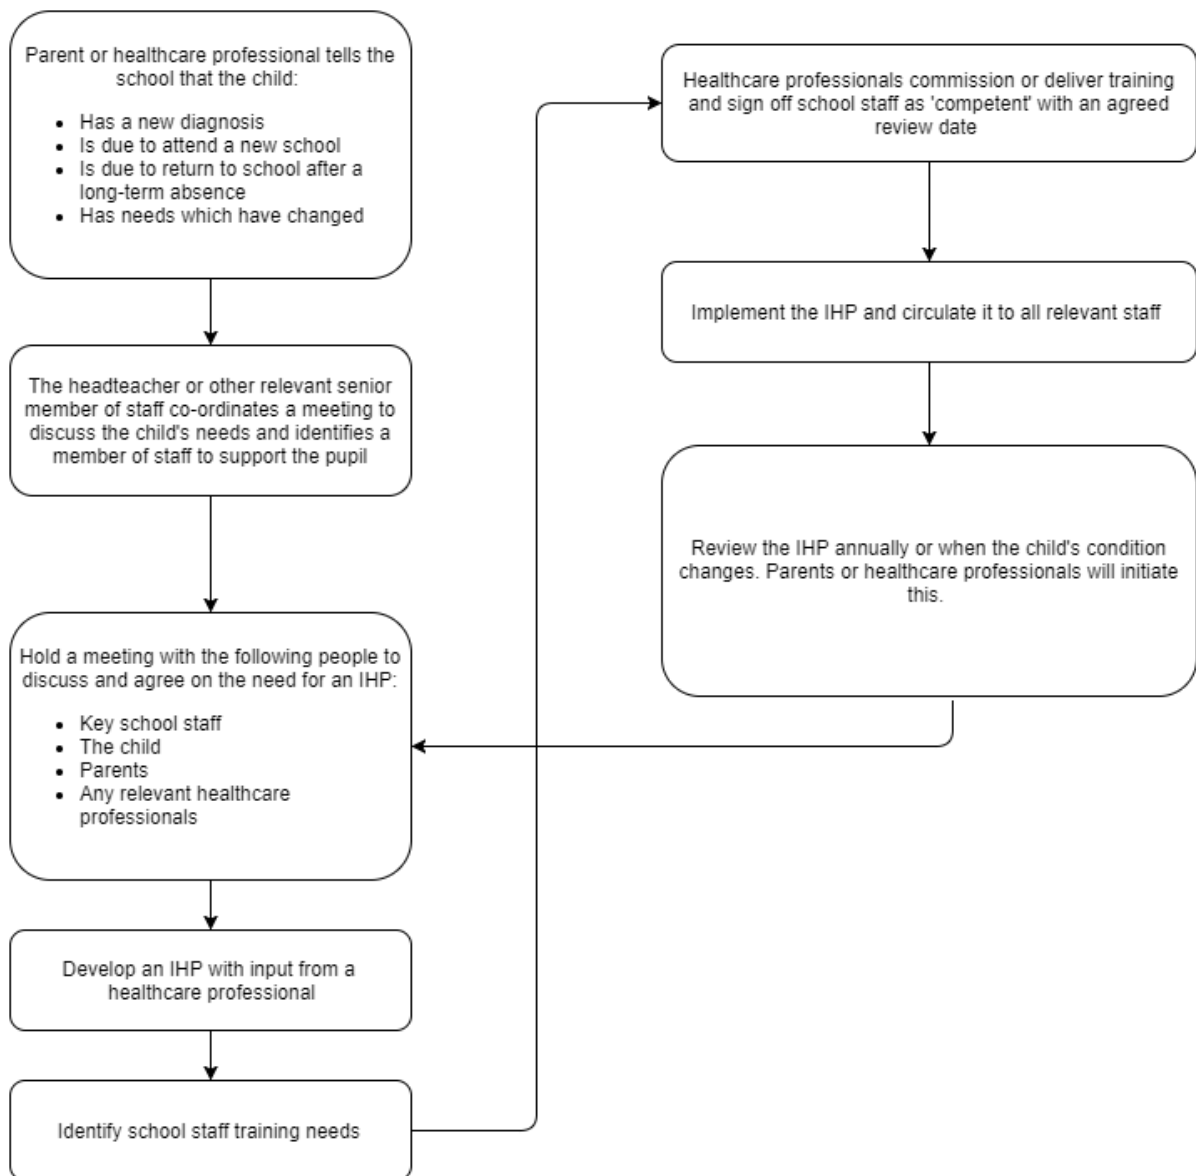 Parent or healthcare professional tells the
school that the child:
• Has a new diagnosis
• Is due to attend a new school
• Is due to return to school after a
long-term absence
• Has needs which have changed
The headteacher or other relevant senior
member of staff co-ordinates a meeting to
discuss the child's needs and identifies a
member of staff to support the pupil
Hold a meeting with the following people to
discuss and agree on the need for an IHP:
• Key school staff
• The child
• Parents
• Any relevant healthcare
professionals
Develop an IHP with input from a
healthcare professional
Identify school staff training needs
Healthcare professionals commission or deliver training
and sign off school staff as 'competent' with an agreed
review date
Implement the IHP and circulate it to all relevant staff
Review the IHP annually or when the child's condition
changes. Parents or healthcare professionals will initiate
this.